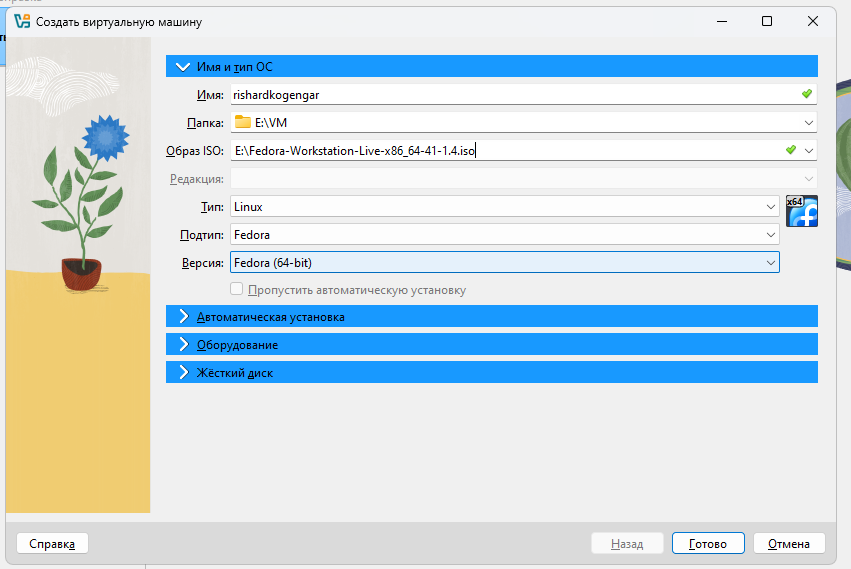 Создать виртуальную машину
Имя и тип ОС
Имя: rishardkogengar
Папка: E:\VM
Образ ISO: E:\Fedora-Workstation-Live-x86_64-41-1.4.iso
Редакция:
Тип: Linux
x64
Подтип: Fedora
Версия: Fedora (64-bit)
Пропустить автоматическую установку
Автоматическая установка
Оборудование
Жёсткий диск
Справка
Назад
Готово
Отмена